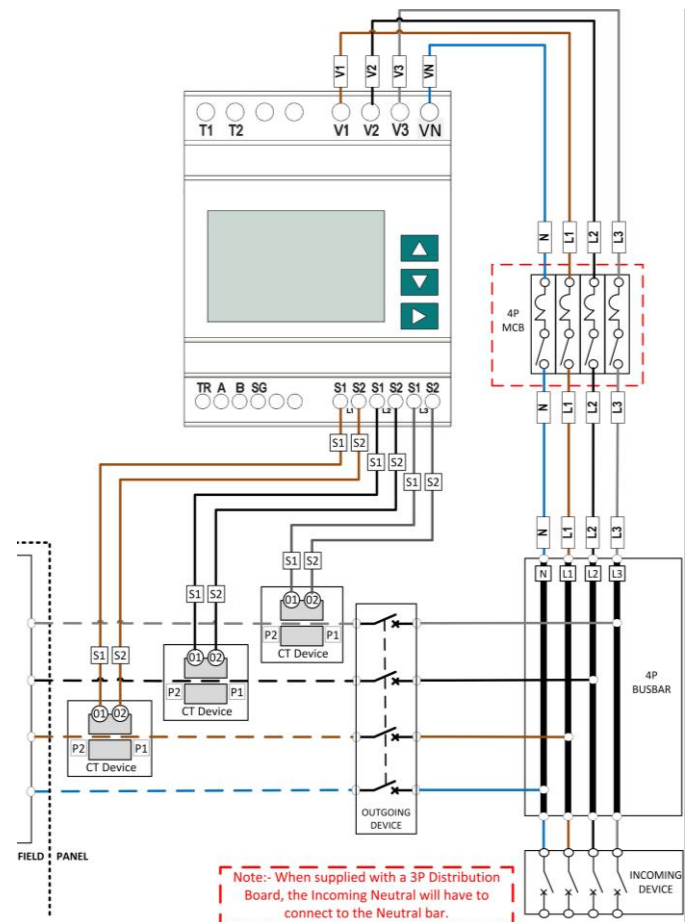 V1 V2 V3 VN
T1 T2 V1 V2 V3 VN
N L1 L2 L3
4P
MCB
TR A B SG S1 S2 S1 S2 S1 S2
L1 L2 L3
S1 S2
S1 S2
S1 S2
N L1 L2 L3
N L1 L2 L3
N L1 L2 L3
S1 S2
01 02
P2 P1
CT Device
S1 S2
01 02
P2 P1
CT Device
S1 S2
01 02
P2 P1
CT Device
4P
BUSBAR
OUTGOING
DEVICE
FIELD PANEL
INCOMING
DEVICE
Note:- When supplied with a 3P Distribution
Board, the Incoming Neutral will have to
connect to the Neutral bar.